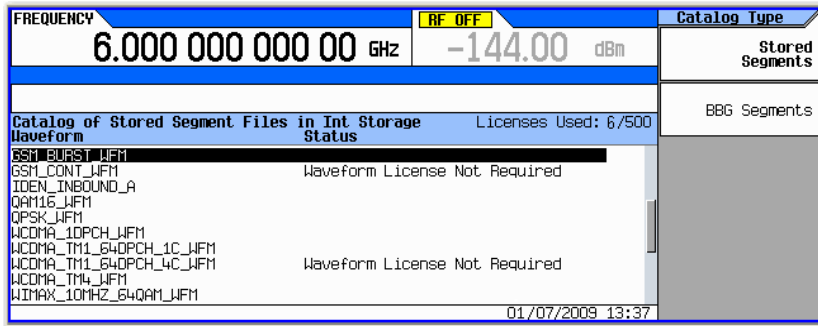 FREQUENCY
6.000 000 000 00 GHz
RF OFF
-144.00 dBm
Catalog Type
Stored
Segments
BBG Segments
Catalog of Stored Segment Files in Int Storage
Licenses Used: 6/500
Waveform Status
GSM_BURST_WFM
GSM_CONT_WFM Waveform License Not Required
IDEN_INBOUND_A
QAM16_WFM
QPSK_WFM
WCDMA_1DPCH_WFM
WCDMA_TM1_64DPCH_1C_WFM
WCDMA_TM1_64DPCH_4C_WFM Waveform License Not Required
WCDMA_TM4_WFM
WIMAX_10MHZ_64QAM_WFM
01/07/2009 13:37